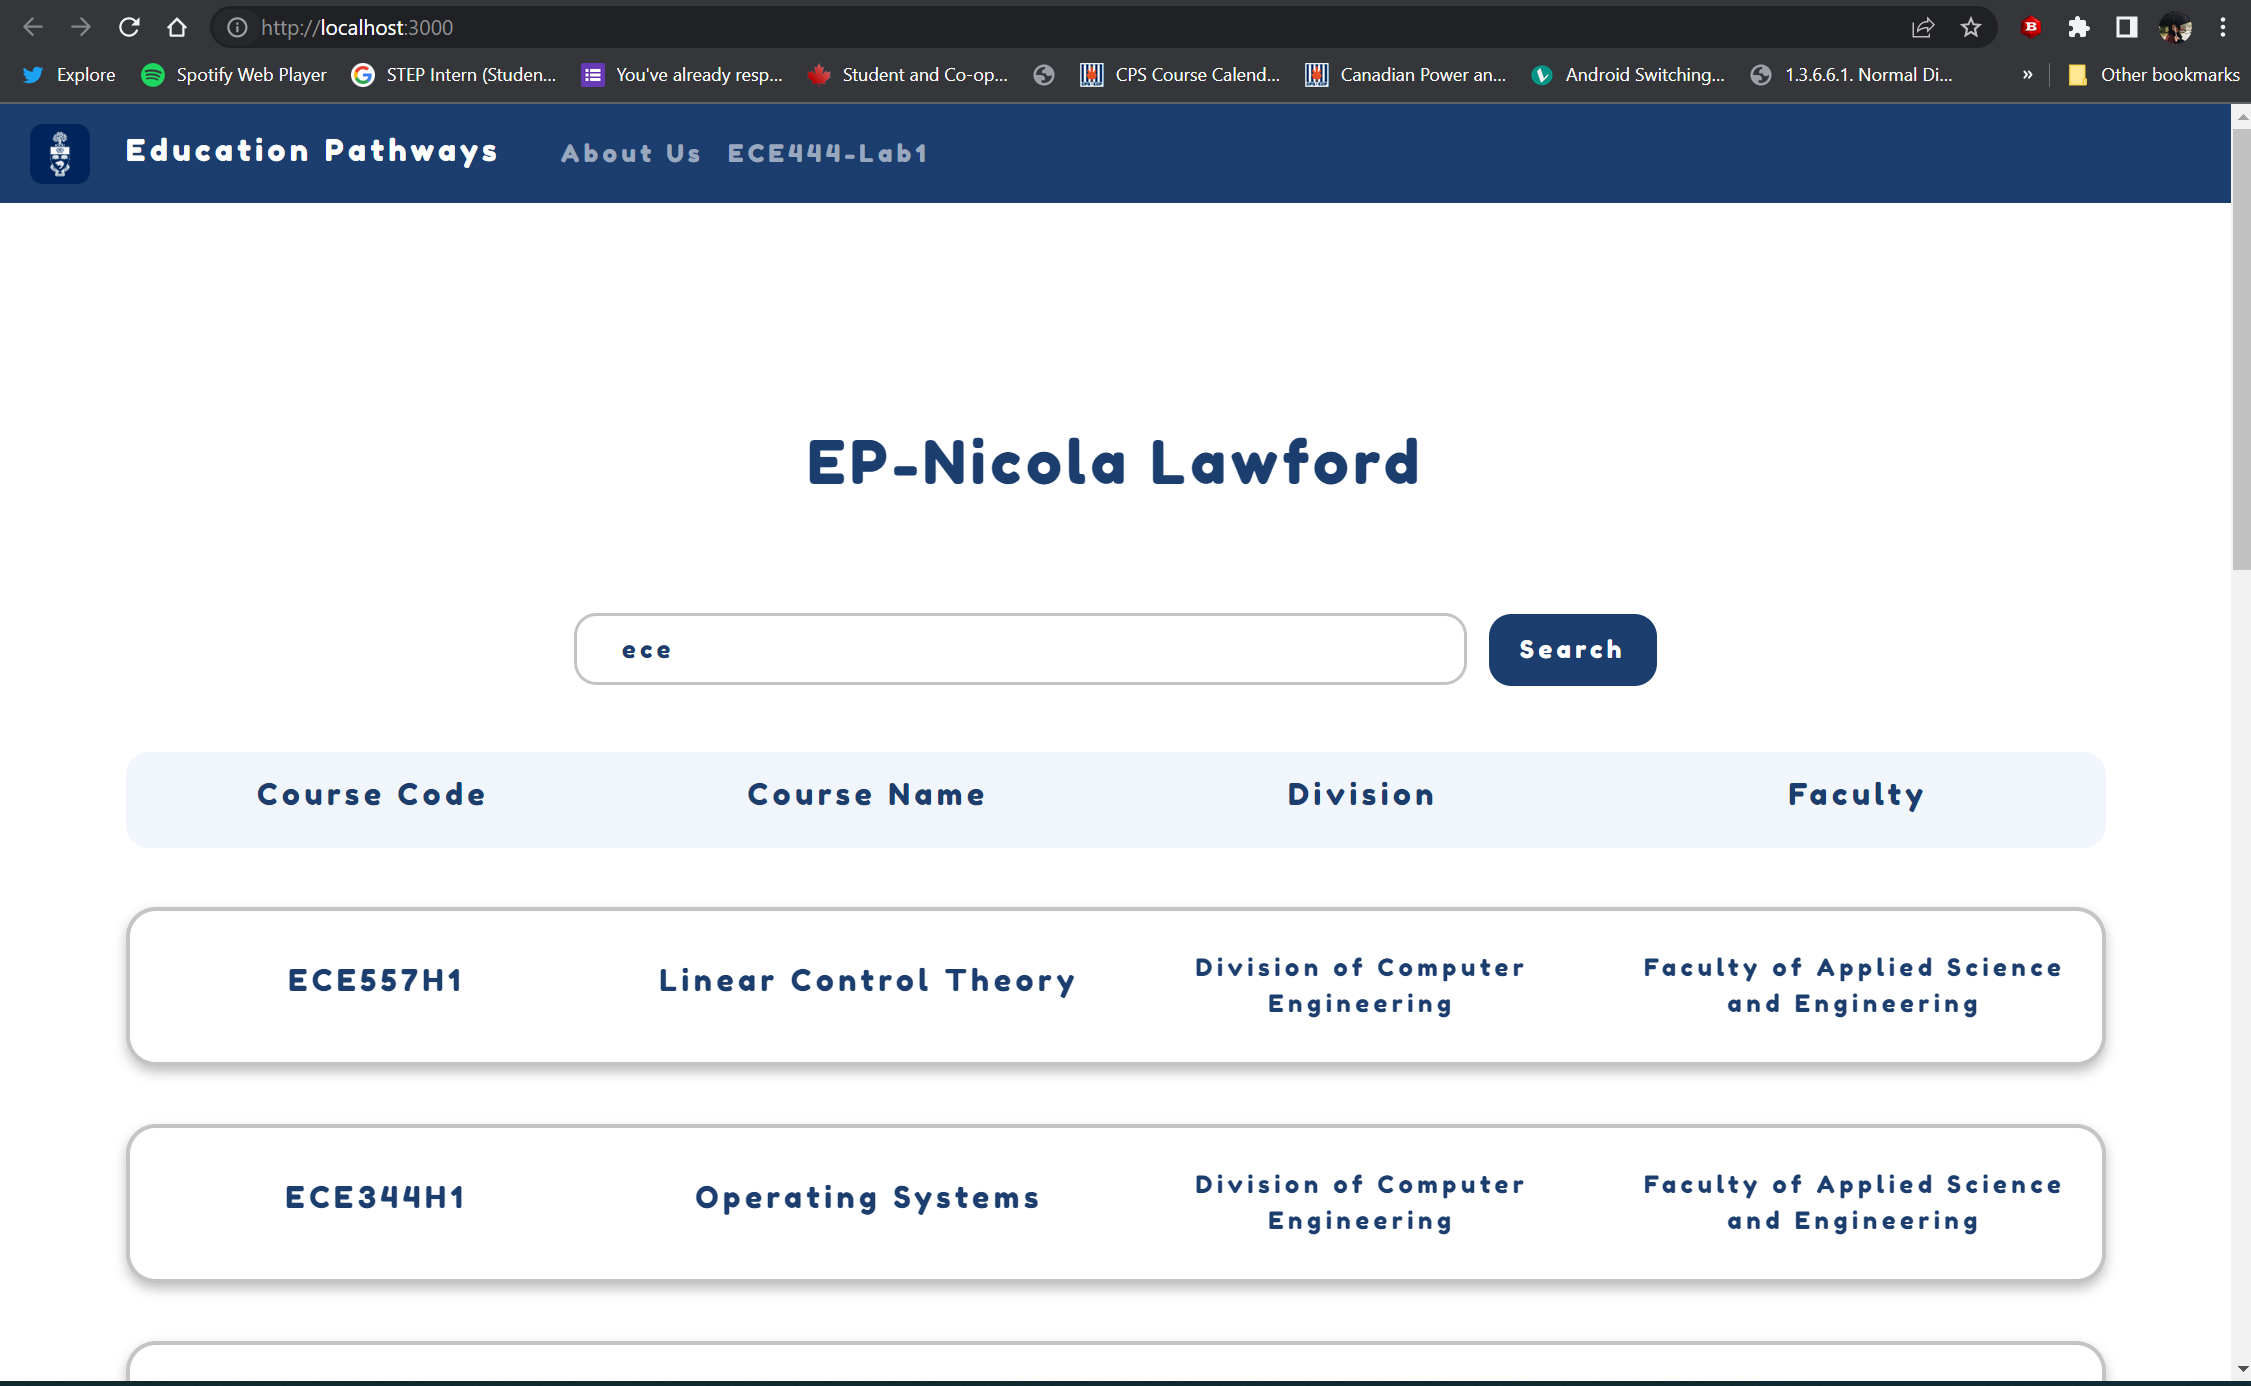 http://localhost:3000
Explore
Spotify Web Player
STEP Intern (Studen...
You've already resp...
Student and Co-op...
CPS Course Calend...
Canadian Power an...
Android Switching...
1.3.6.6.1. Normal Di...
»
Other bookmarks
Education Pathways
About Us
ECE444-Lab1
EP-Nicola Lawford
ece
Search
Course Code
Course Name
Division
Faculty
ECE557H1
Linear Control Theory
Division of Computer
Engineering
Faculty of Applied Science
and Engineering
ECE344H1
Operating Systems
Division of Computer
Engineering
Faculty of Applied Science
and Engineering